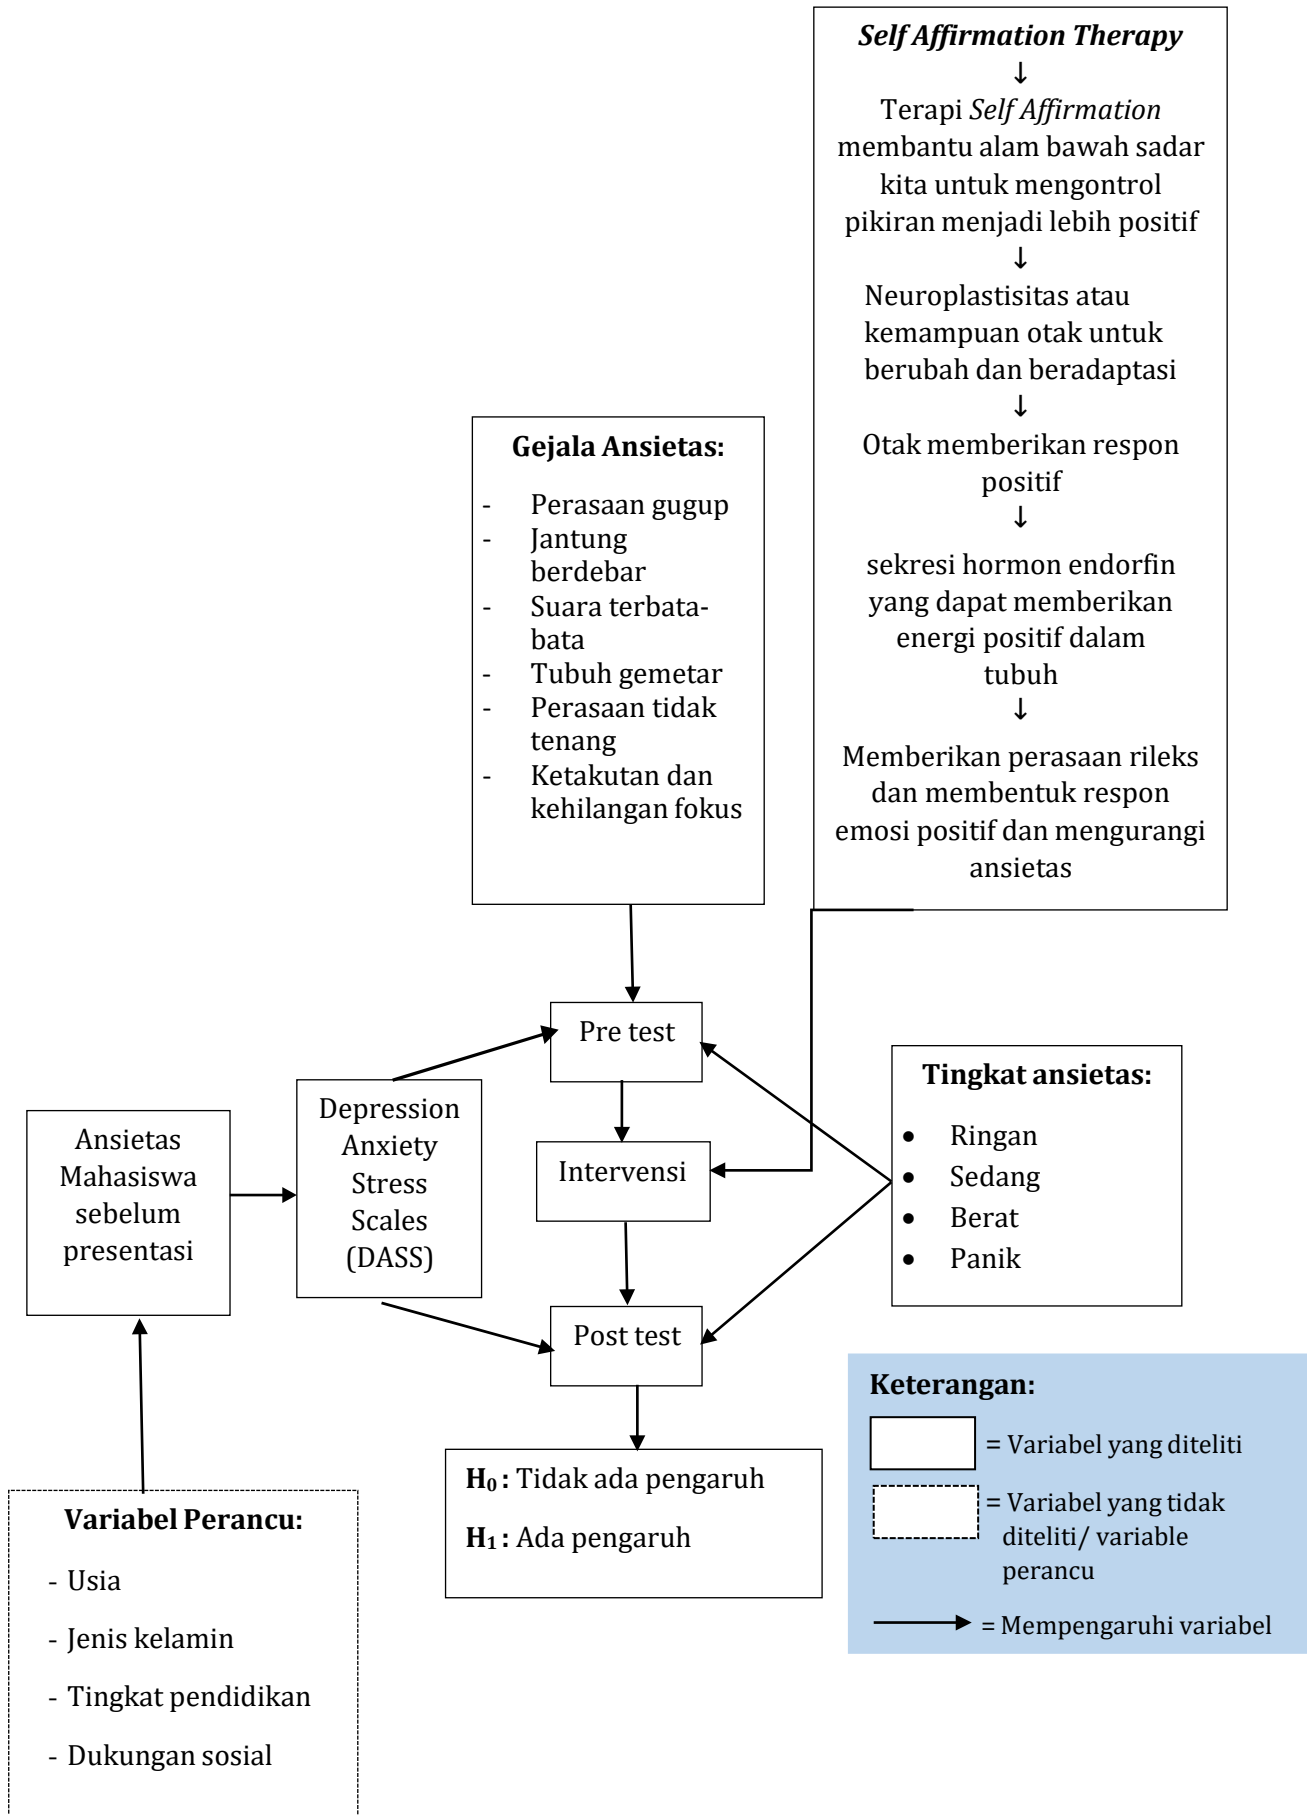 Self Affirmation Therapy
↓
Terapi Self Affirmation
membantu alam bawah sadar
kita untuk mengontrol
pikiran menjadi lebih positif
↓
Neuroplastisitas atau
kemampuan otak untuk
berubah dan beradaptasi
↓
Otak memberikan respon
positif
↓
sekresi hormon endorfin
yang dapat memberikan
energi positif dalam
tubuh
↓
Memberikan perasaan rileks
dan membentuk respon
emosi positif dan mengurangi
ansietas
Gejala Ansietas:
- Perasaan gugup
- Jantung
berdebar
- Suara terbata-
bata
- Tubuh gemetar
- Perasaan tidak
tenang
- Ketakutan dan
kehilangan fokus
Pre test
Intervensi
Post test
Tingkat ansietas:
• Ringan
• Sedang
• Berat
• Panik
Depression
Anxiety
Stress
Scales
(DASS)
Ansietas
Mahasiswa
sebelum
presentasi
H₀ : Tidak ada pengaruh
H₁ : Ada pengaruh
Keterangan:
= Variabel yang diteliti
= Variabel yang tidak
diteliti/ variable
perancu
= Mempengaruhi variabel
Variabel Perancu:
- Usia
- Jenis kelamin
- Tingkat pendidikan
- Dukungan sosial